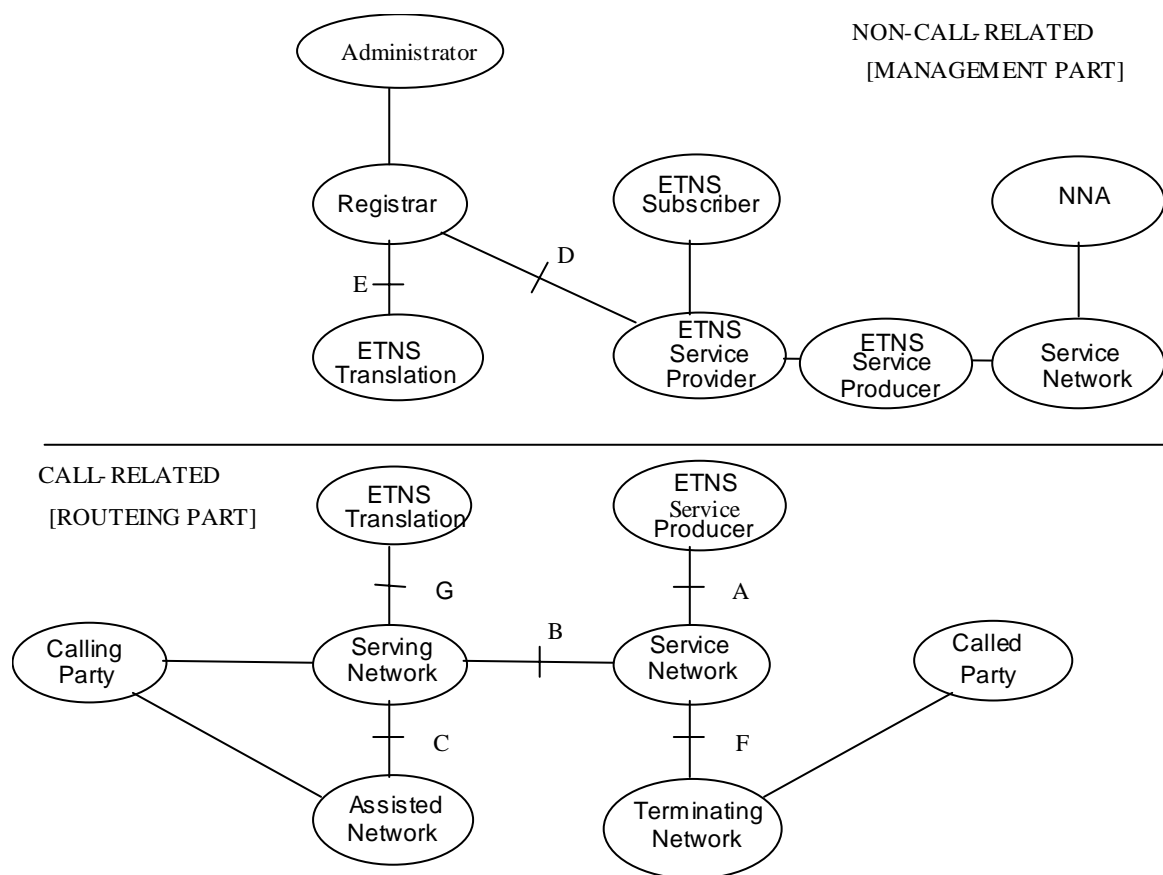 Administrator
NON-CALL-RELATED
[MANAGEMENT PART]
Registrar
ETNS
Subscriber
NNA
D
E
ETNS
Translation
ETNS
Service
Provider
ETNS
Service
Producer
Service
Network
CALL-RELATED
[ROUTEING PART]
ETNS
Translation
ETNS
Service
Producer
G
A
Calling
Party
Serving
Network
B
Service
Network
Called
Party
C
F
Assisted
Network
Terminating
Network